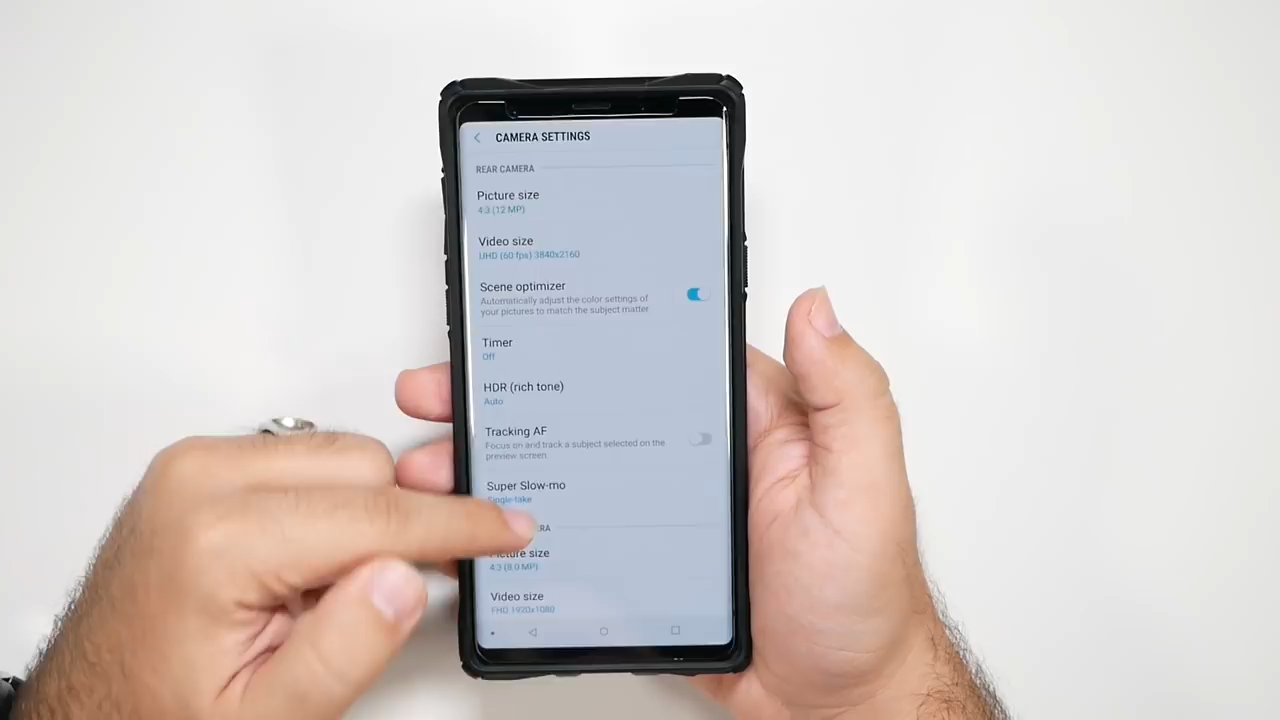 CAMERA SETTINGS
REAR CAMERA
Picture size
4:3 (12 MP)
Video size
UHD (60 fps) 3840x2160
Scene optimizer
Automatically adjust the color settings of
your pictures to match the subject matter
Timer
Off
HDR (rich tone)
Auto
Tracking AF
Focus on and track a subject selected on the
preview screen.
Super Slow-mo
Single-take
Picture size
4:3 (8.0 MP)
Video size
FHD 1920x1080